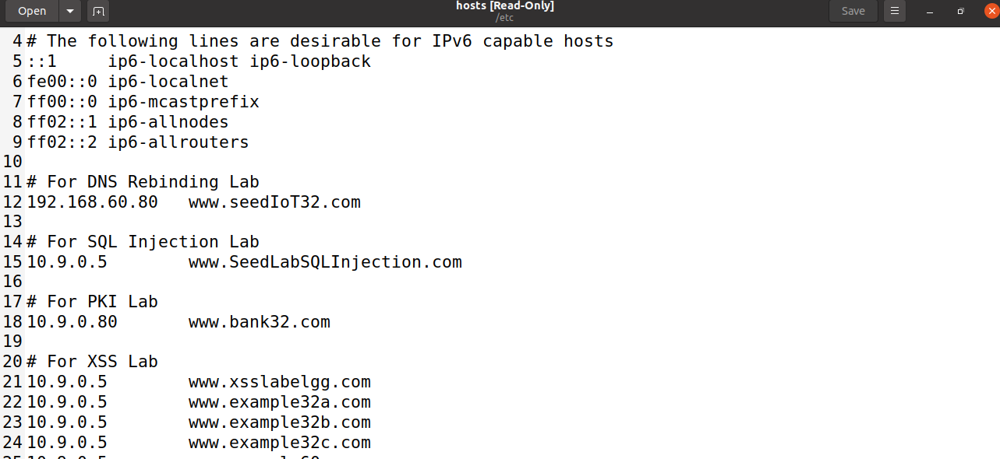 Open
hosts [Read-Only]
/etc
Save
4 # The following lines are desirable for IPv6 capable hosts
5 ::1     ip6-localhost ip6-loopback
6 fe00::0 ip6-localnet
7 ff00::0 ip6-mcastprefix
8 ff02::1 ip6-allnodes
9 ff02::2 ip6-allrouters
10
11 # For DNS Rebinding Lab
12 192.168.60.80   www.seedIoT32.com
13
14 # For SQL Injection Lab
15 10.9.0.5        www.SeedLabSQLInjection.com
16
17 # For PKI Lab
18 10.9.0.80       www.bank32.com
19
20 # For XSS Lab
21 10.9.0.5        www.xsslabelgg.com
22 10.9.0.5        www.example32a.com
23 10.9.0.5        www.example32b.com
24 10.9.0.5        www.example32c.com